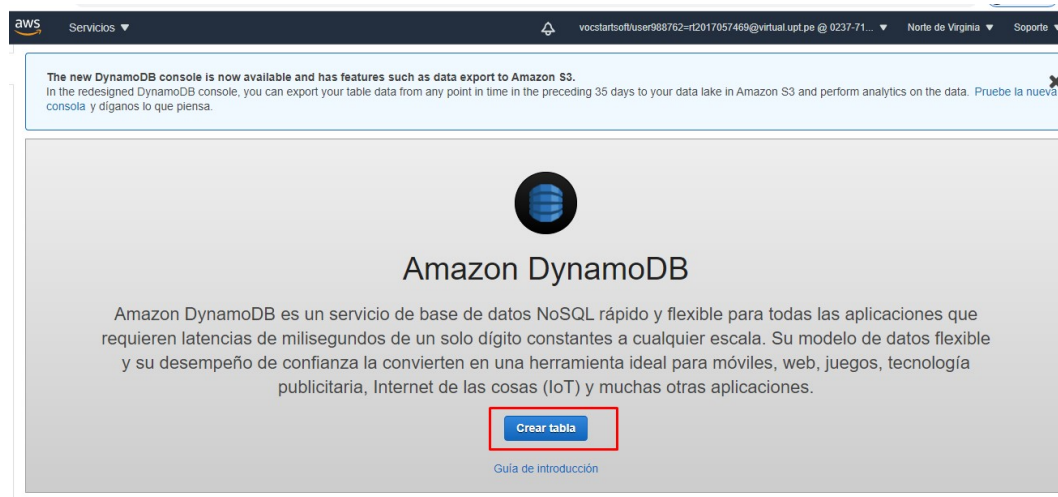 aws
Servicios ▼
vocstartsoft/user988762=rt2017057469@virtual.upt.pe @ 0237-71... ▼
Norte de Virginia ▼
Soporte ▼
The new DynamoDB console is now available and has features such as data export to Amazon S3.
In the redesigned DynamoDB console, you can export your table data from any point in time in the preceding 35 days to your data lake in Amazon S3 and perform analytics on the data. Pruebe la nueva
consola y díganos lo que piensa.
Amazon DynamoDB
Amazon DynamoDB es un servicio de base de datos NoSQL rápido y flexible para todas las aplicaciones que
requieren latencias de milisegundos de un solo dígito constantes a cualquier escala. Su modelo de datos flexible
y su desempeño de confianza la convierten en una herramienta ideal para móviles, web, juegos, tecnología
publicitaria, Internet de las cosas (IoT) y muchas otras aplicaciones.
Crear tabla
Guía de introducción